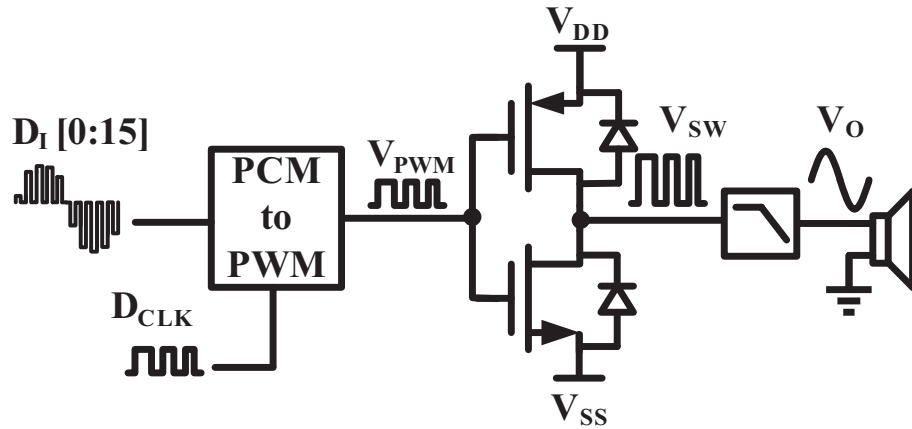 V_DD
D_I [0:15]
V_PWM
V_SW
V_O
PCM
to
PWM
D_CLK
V_SS